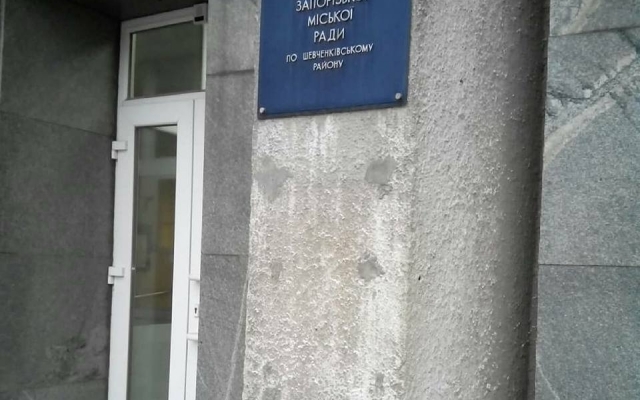 ЗАПОРІЗЬКОЇ
МІСЬКОЇ
РАДИ
ПО ШЕВЧЕНКІВСЬКОМУ
РАЙОНУ